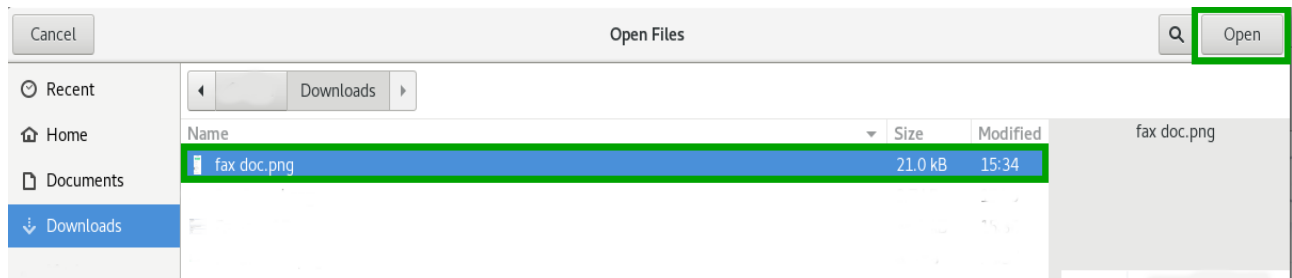 Cancel Open Files Open
Recent Downloads
Home Name Size Modified fax doc.png
fax doc.png 21.0 kB 15:34
Documents
Downloads